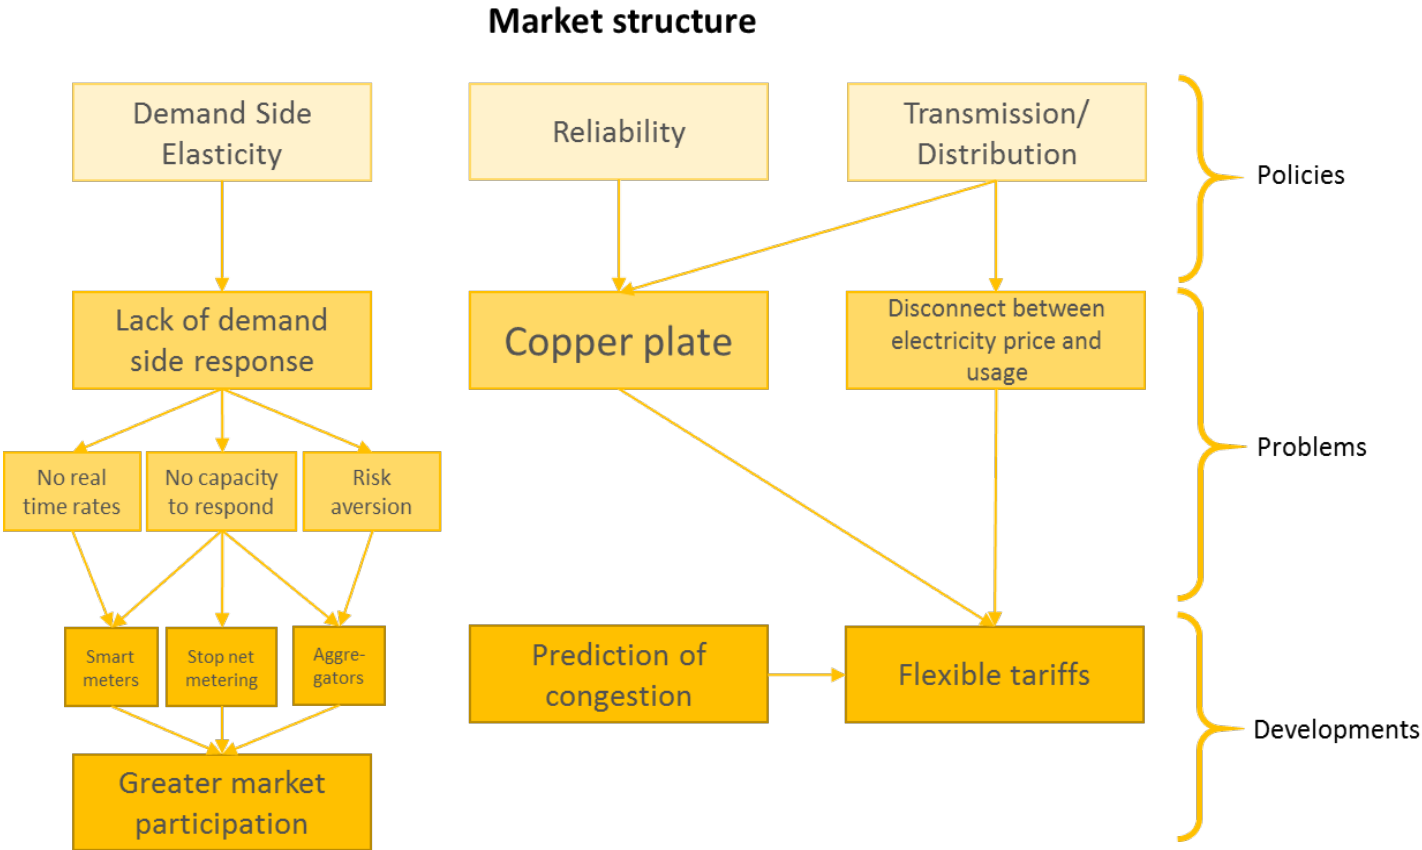 Market structure
Demand Side
Elasticity
Reliability
Transmission/
Distribution
Policies
Lack of demand
side response
Copper plate
Disconnect between
electricity price and
usage
Problems
No real
time rates
No capacity
to respond
Risk
aversion
Smart
meters
Stop net
metering
Aggre-
gators
Prediction of
congestion
Flexible tariffs
Developments
Greater market
participation